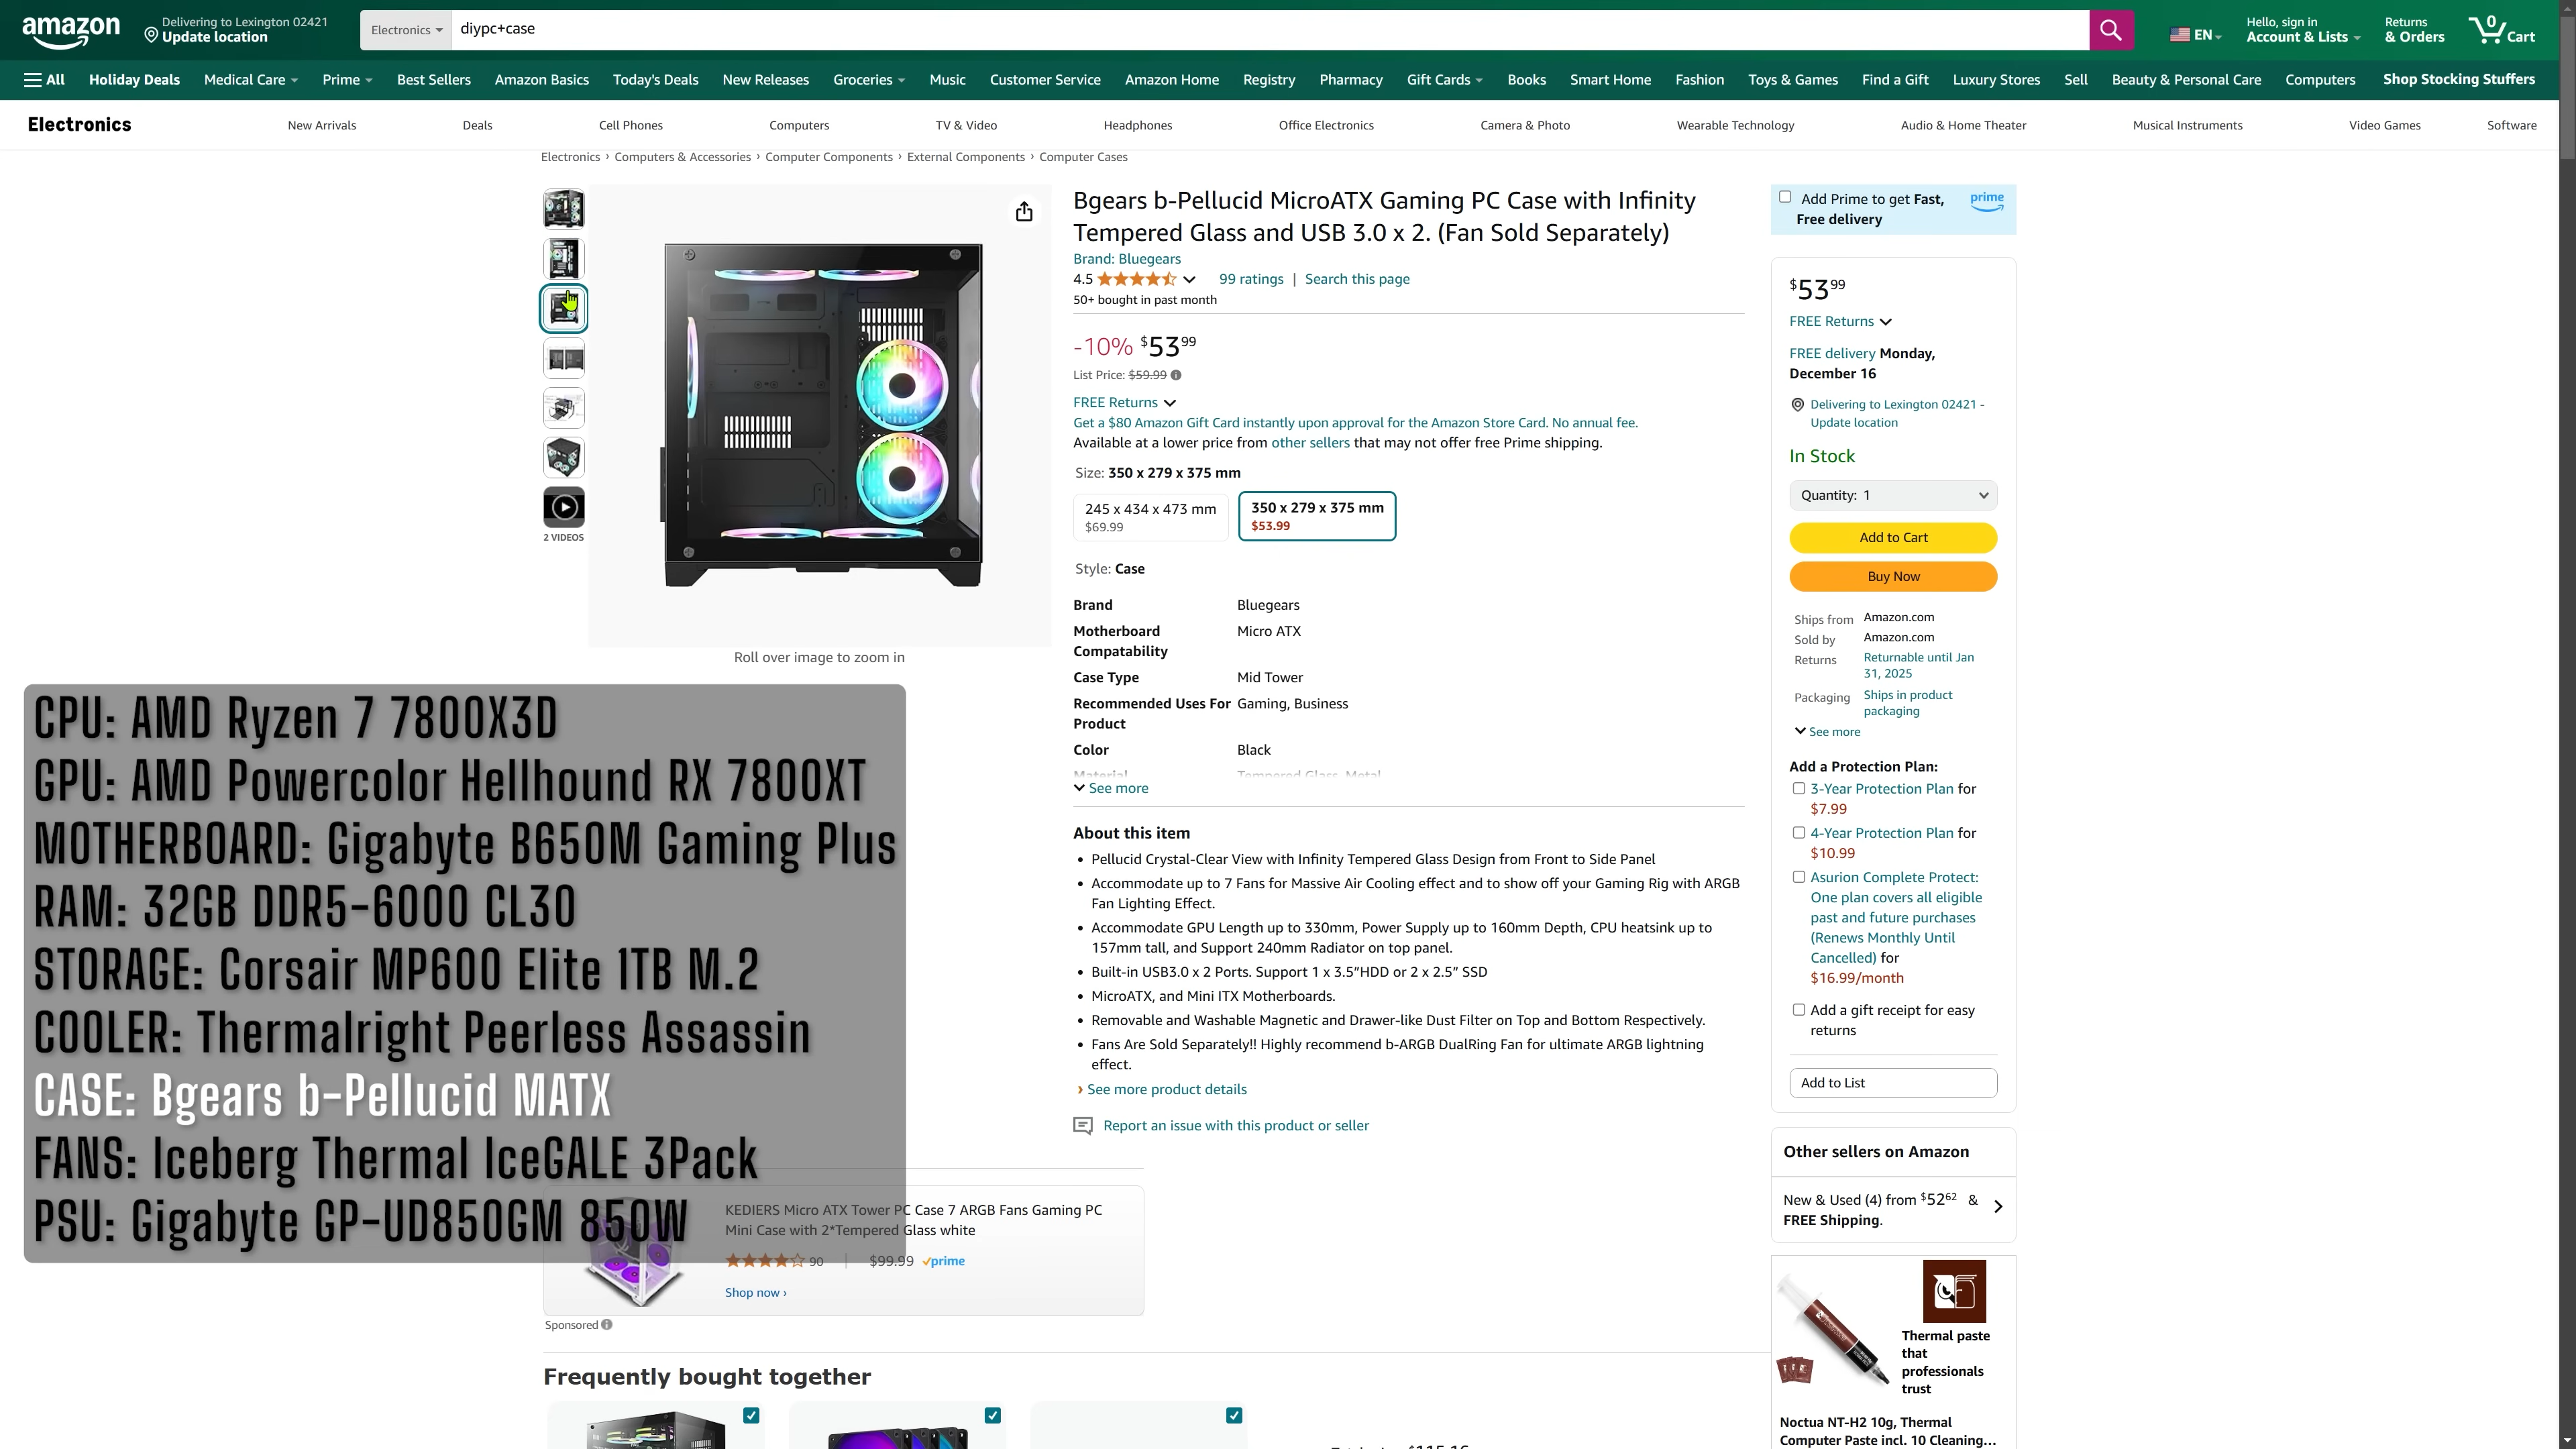 amazon
Delivering to Lexington 02421
Update location
Electronics
diypc+case
EN
Hello, sign in
Account & Lists
Returns
& Orders
0
Cart
All
Holiday Deals
Medical Care
Prime
Best Sellers
Amazon Basics
Today's Deals
New Releases
Groceries
Music
Customer Service
Amazon Home
Registry
Pharmacy
Gift Cards
Books
Smart Home
Fashion
Toys & Games
Find a Gift
Luxury Stores
Sell
Beauty & Personal Care
Computers
Shop Stocking Stuffers
Electronics
New Arrivals
Deals
Cell Phones
Computers
TV & Video
Headphones
Office Electronics
Camera & Photo
Wearable Technology
Audio & Home Theater
Musical Instruments
Video Games
Software
Electronics › Computers & Accessories › Computer Components › External Components › Computer Cases
2 VIDEOS
Roll over image to zoom in
Bgears b-Pellucid MicroATX Gaming PC Case with Infinity
Tempered Glass and USB 3.0 x 2. (Fan Sold Separately)
Brand: Bluegears
4.5
99 ratings | Search this page
50+ bought in past month
-10% $53 99
List Price: $59.99
FREE Returns
Get a $80 Amazon Gift Card instantly upon approval for the Amazon Store Card. No annual fee.
Available at a lower price from other sellers that may not offer free Prime shipping.
Size: 350 x 279 x 375 mm
245 x 434 x 473 mm
$69.99
350 x 279 x 375 mm
$53.99
Style: Case
Brand Bluegears
Motherboard Micro ATX
Compatability
Case Type Mid Tower
Recommended Uses For Gaming, Business
Product
Color Black
Material Tempered Glass, Metal
See more
About this item
• Pellucid Crystal-Clear View with Infinity Tempered Glass Design from Front to Side Panel
• Accommodate up to 7 Fans for Massive Air Cooling effect and to show off your Gaming Rig with ARGB
Fan Lighting Effect.
• Accommodate GPU Length up to 330mm, Power Supply up to 160mm Depth, CPU heatsink up to
157mm tall, and Support 240mm Radiator on top panel.
• Built-in USB3.0 x 2 Ports. Support 1 x 3.5”HDD or 2 x 2.5” SSD
• MicroATX, and Mini ITX Motherboards.
• Removable and Washable Magnetic and Drawer-like Dust Filter on Top and Bottom Respectively.
• Fans Are Sold Separately!! Highly recommend b-ARGB DualRing Fan for ultimate ARGB lightning
effect.
› See more product details
Report an issue with this product or seller
CPU: AMD Ryzen 7 7800X3D
GPU: AMD Powercolor Hellhound RX 7800XT
MOTHERBOARD: Gigabyte B650M Gaming Plus
RAM: 32GB DDR5-6000 CL30
STORAGE: Corsair MP600 Elite 1TB M.2
COOLER: Thermalright Peerless Assassin
CASE: Bgears b-Pellucid MATX
FANS: Iceberg Thermal IceGALE 3Pack
PSU: Gigabyte GP-UD850GM 850W
KEDIERS Micro ATX Tower PC Case 7 ARGB Fans Gaming PC
Mini Case with 2*Tempered Glass white
90 | $99.99 prime
Shop now ›
Sponsored
Frequently bought together
Add Prime to get Fast,
Free delivery
prime
$53 99
FREE Returns
FREE delivery Monday,
December 16
Delivering to Lexington 02421 -
Update location
In Stock
Quantity: 1
Add to Cart
Buy Now
Ships from Amazon.com
Sold by Amazon.com
Returns Returnable until Jan
31, 2025
Packaging Ships in product
packaging
See more
Add a Protection Plan:
3-Year Protection Plan for
$7.99
4-Year Protection Plan for
$10.99
Asurion Complete Protect:
One plan covers all eligible
past and future purchases
(Renews Monthly Until
Cancelled) for
$16.99/month
Add a gift receipt for easy
returns
Add to List
Other sellers on Amazon
New & Used (4) from $52 62 &
FREE Shipping.
Thermal paste
that
professionals
trust
Noctua NT-H2 10g, Thermal
Computer Paste incl. 10 Cleaning...